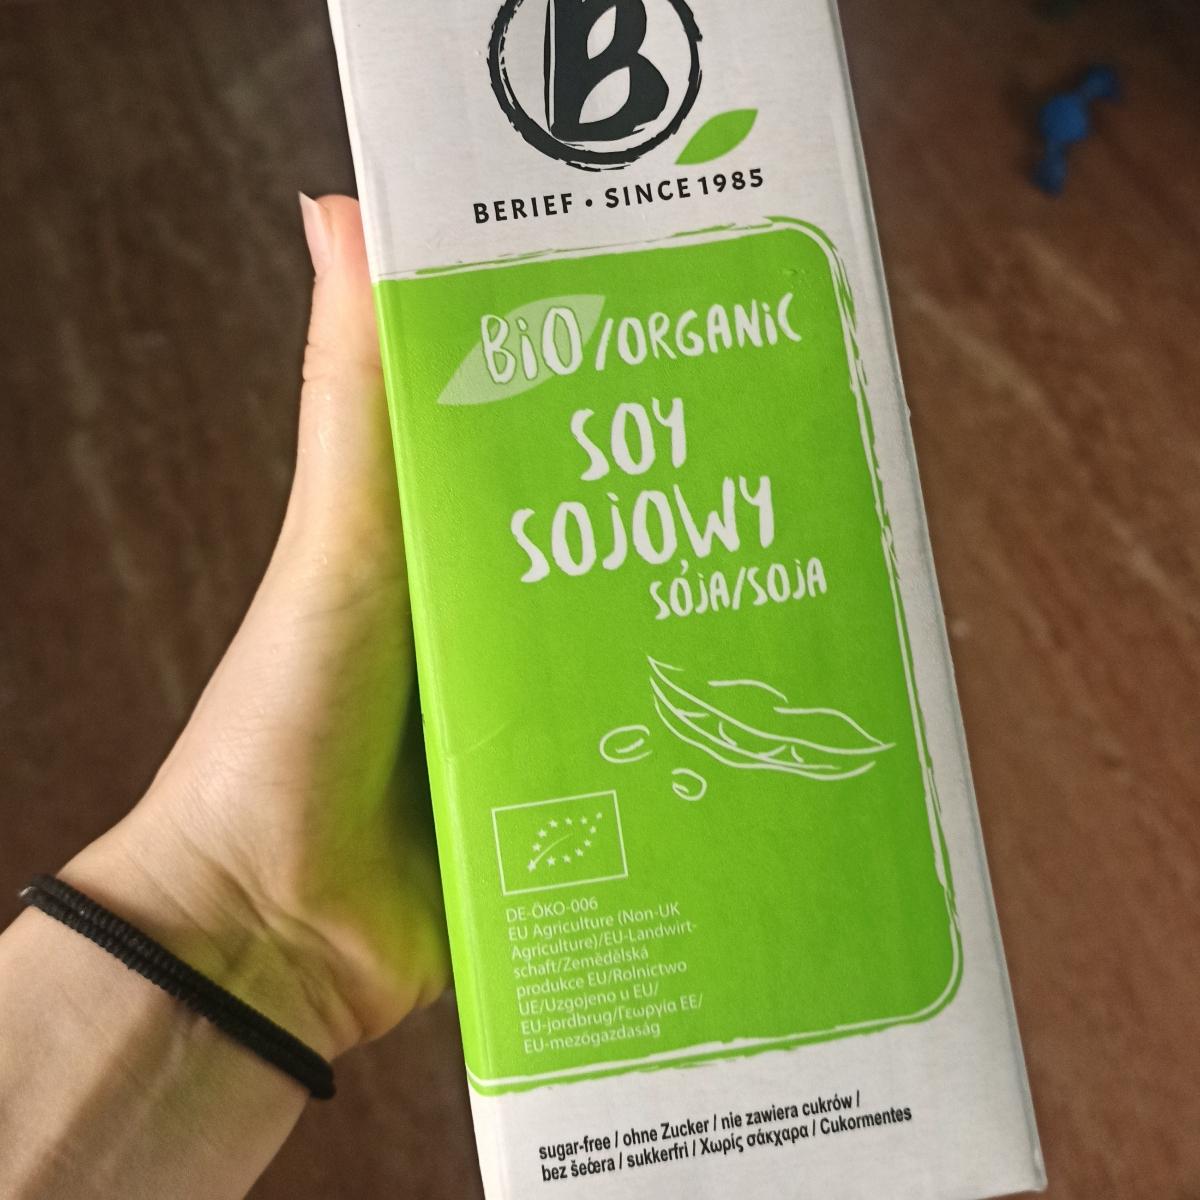 B
BERIEF • SINCE 1985
BiO/ORGANiC
SOY
SOJOWY
SÓJA/SOJA
DE-ÖKO-006
EU Agriculture (Non-UK
Agriculture)/EU-Landwirt-
schaft/Zemědělská
produkce EU/Rolnictwo
UE/Uzgojeno u EU/
EU-jordbrug/Γεωργία ΕΕ/
EU-mezőgazdaság
sugar-free / ohne Zucker / nie zawiera cukrów /
bez šećera / sukkerfri / Χωρίς σάκχαρα / Cukormentes